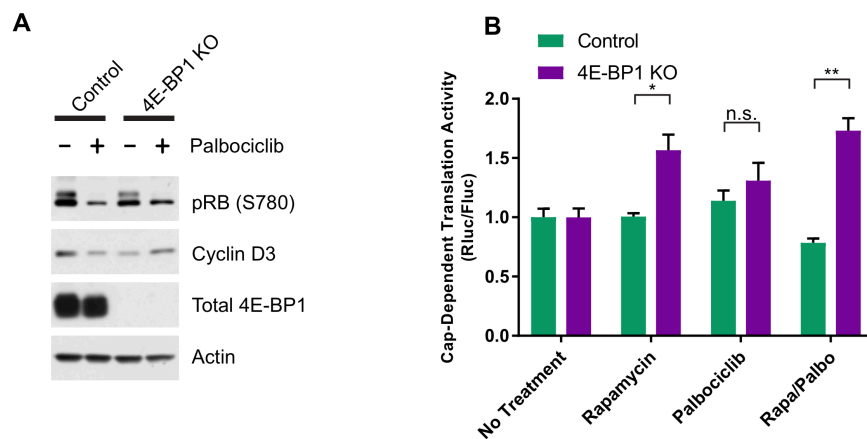 A
Control
4E-BP1 KO
− + − + Palbociclib
pRB (S780)
Cyclin D3
Total 4E-BP1
Actin
B
Control
4E-BP1 KO
Cap-Dependent Translation Activity
(Rluc/Fluc)
2.0
1.5
1.0
0.5
0.0
*
n.s.
**
No Treatment
Rapamycin
Palbociclib
Rapa/Palbo